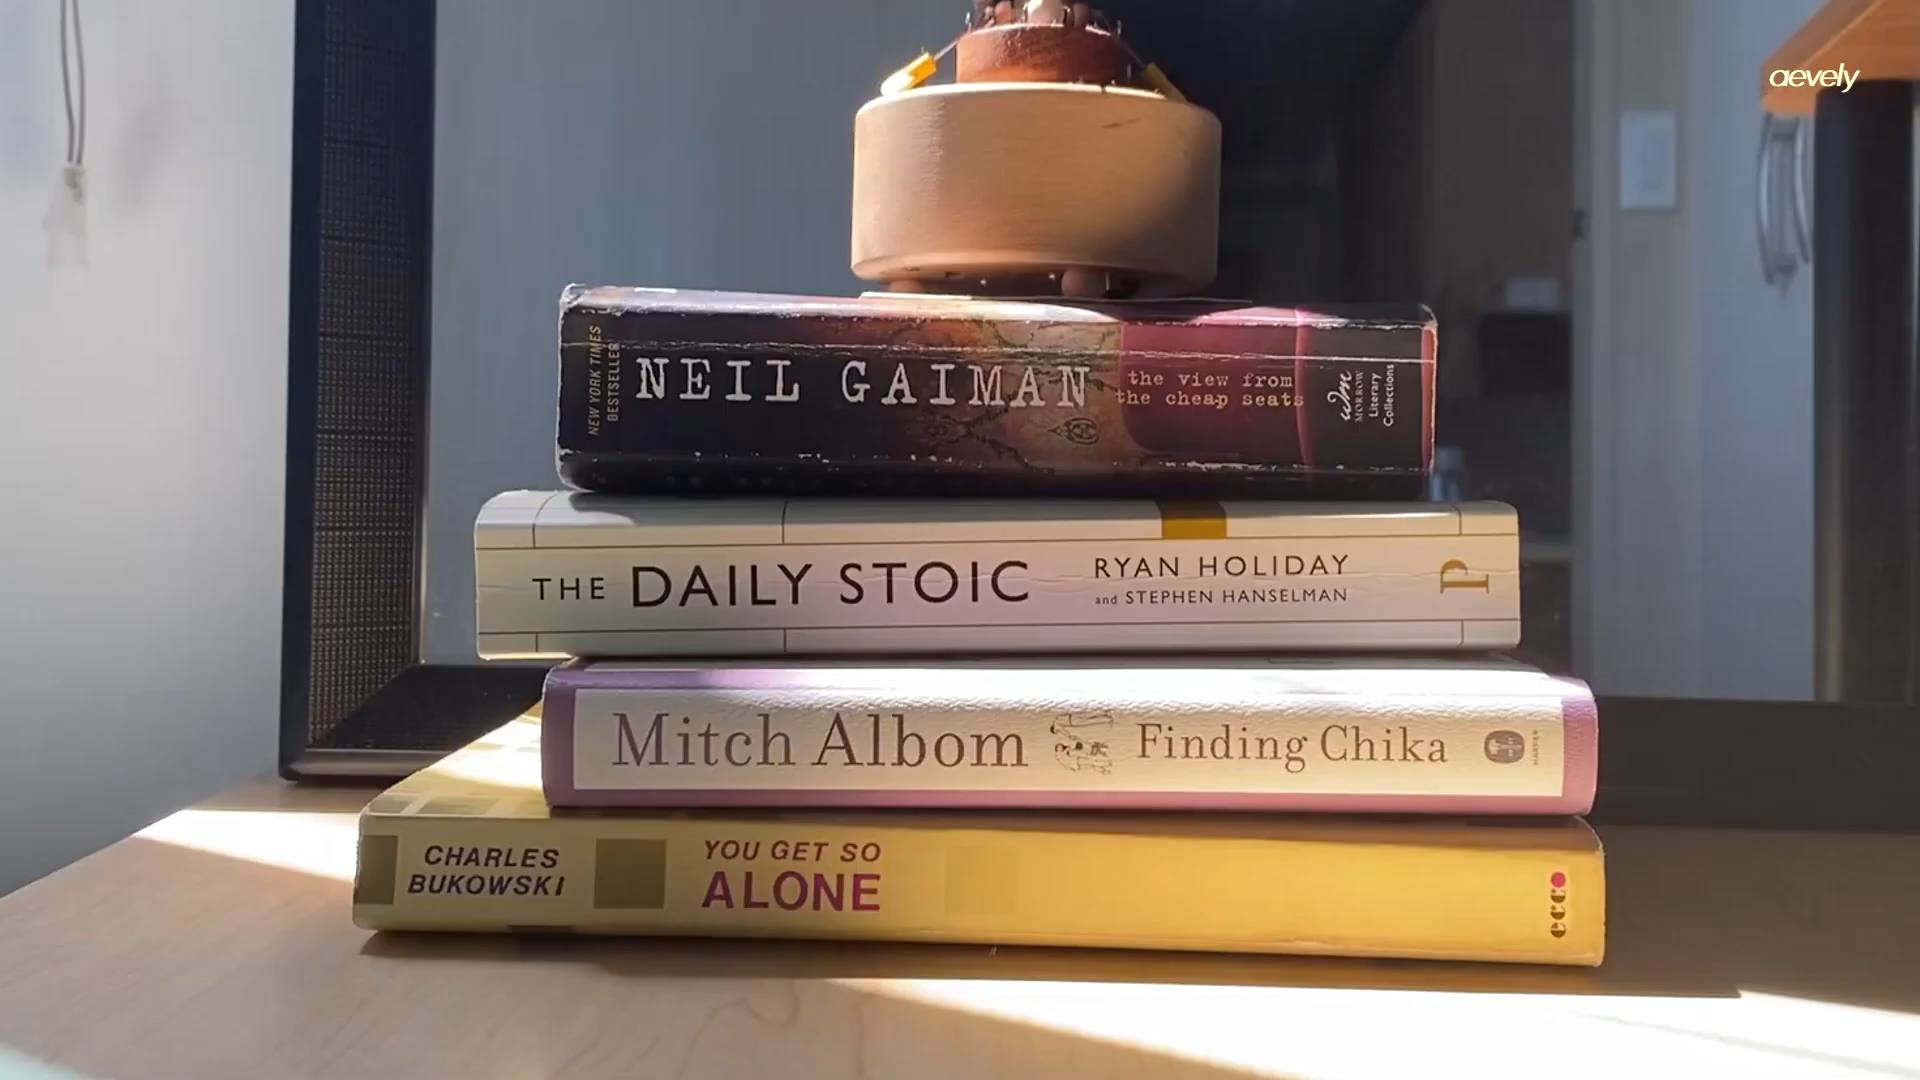 aevely
NEW YORK TIMES
BESTSELLER
NEIL GAIMAN
the view from
the cheap seats
wm
MORROW
Literary
Collections
THE DAILY STOIC
RYAN HOLIDAY
and STEPHEN HANSELMAN
P
Mitch Albom
Finding Chika
HARPER
CHARLES
BUKOWSKI
YOU GET SO
ALONE
ecco